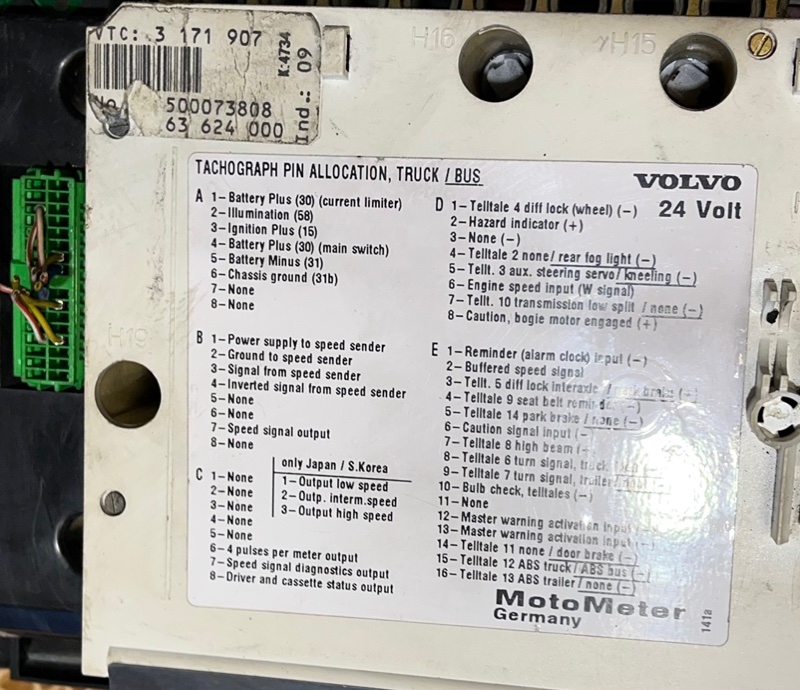 VTC: 3 171 907
K:4734
Ind.: 09
500073808
63 624 000
H16
H15
H19
TACHOGRAPH PIN ALLOCATION, TRUCK / BUS
VOLVO
24 Volt
A 1-Battery Plus (30) (current limiter)
2-Illumination (58)
3-Ignition Plus (15)
4-Battery Plus (30) (main switch)
5-Battery Minus (31)
6-Chassis ground (31b)
7-None
8-None
B 1-Power supply to speed sender
2-Ground to speed sender
3-Signal from speed sender
4-Inverted signal from speed sender
5-None
6-None
7-Speed signal output
8-None
C 1-None
2-None
3-None
4-None
5-None
6-4 pulses per meter output
7-Speed signal diagnostics output
8-Driver and cassette status output
only Japan / S.Korea
1-Output low speed
2-Outp. interm.speed
3-Output high speed
D 1-Telltale 4 diff lock (wheel) (-)
2-Hazard indicator (+)
3-None (-)
4-Telltale 2 none / rear fog light (-)
5-Tellt. 3 aux. steering servo / kneeling (-)
6-Engine speed input (W signal)
7-Tellt. 10 transmission low split / none (-)
8-Caution, bogie motor engaged (+)
E 1-Reminder (alarm clock) input (-)
2-Buffered speed signal
3-Tellt. 5 diff lock interaxle / park brake
4-Telltale 9 seat belt reminder (-)
5-Telltale 14 park brake / none (-)
6-Caution signal input (-)
7-Telltale 8 high beam (-)
8-Telltale 6 turn signal, truck
9-Telltale 7 turn signal, trailer /
10-Bulb check, telltales (-)
11-None
12-Master warning activation input
13-Master warning activation input
14-Telltale 11 none / door brake (-)
15-Telltale 12 ABS truck / ABS bus (-)
16-Telltale 13 ABS trailer / none (-)
MotoMeter
Germany
141a